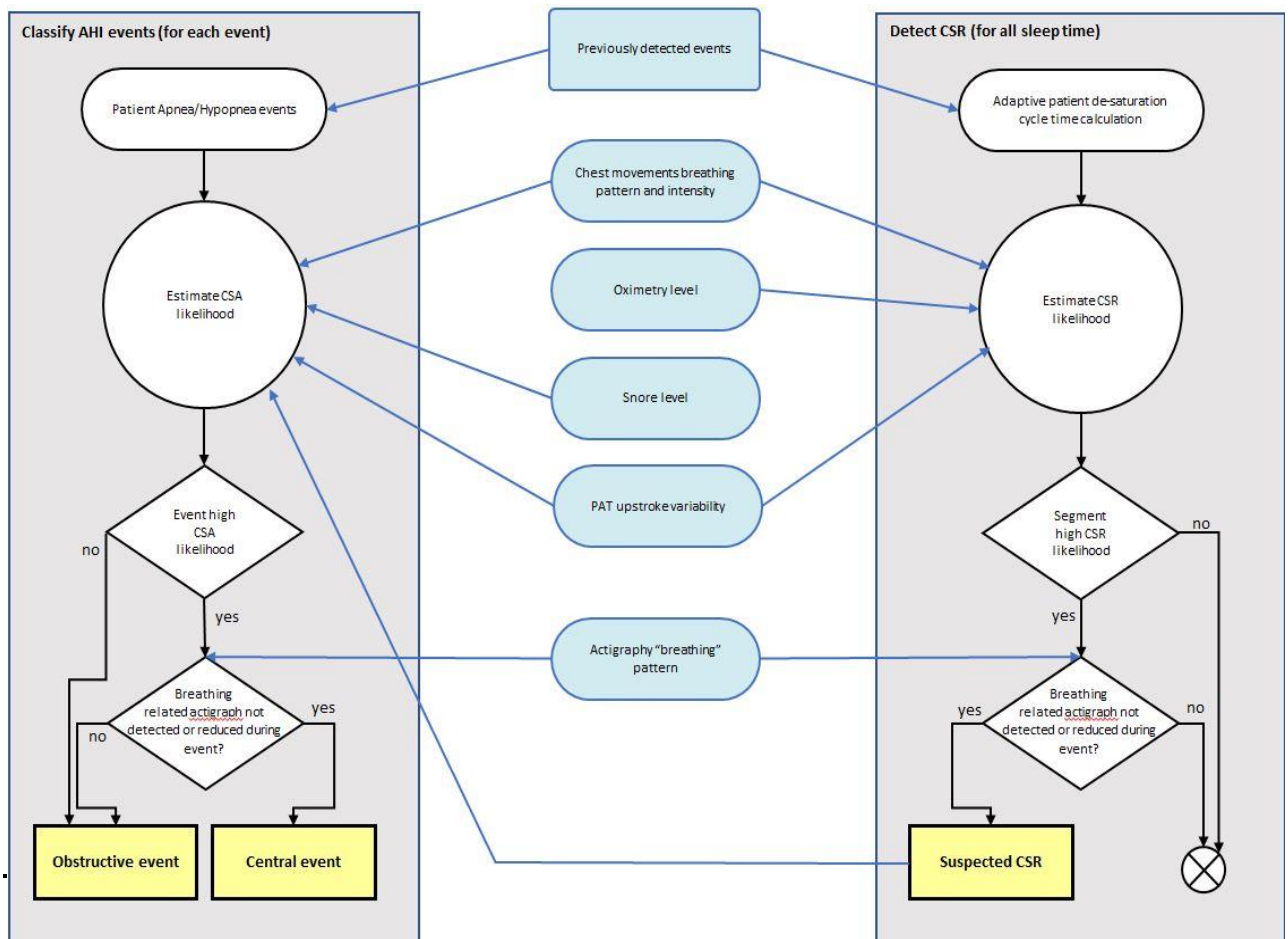 Classify AHI events (for each event)
Patient Apnea/Hypopnea events
Estimate CSA
likelihood
Event high
CSA
likelihood
no
yes
Breathing
related actigraph not
detected or reduced during
event?
no
yes
Obstructive event
Central event
Previously detected events
Chest movements breathing
pattern and intensity
Oximetry level
Snore level
PAT upstroke variability
Actigraphy “breathing”
pattern
Detect CSR (for all sleep time)
Adaptive patient de-saturation
cycle time calculation
Estimate CSR
likelihood
Segment
high CSR
likelihood
no
yes
Breathing
related actigraph not
detected or reduced during
event?
yes
no
Suspected CSR